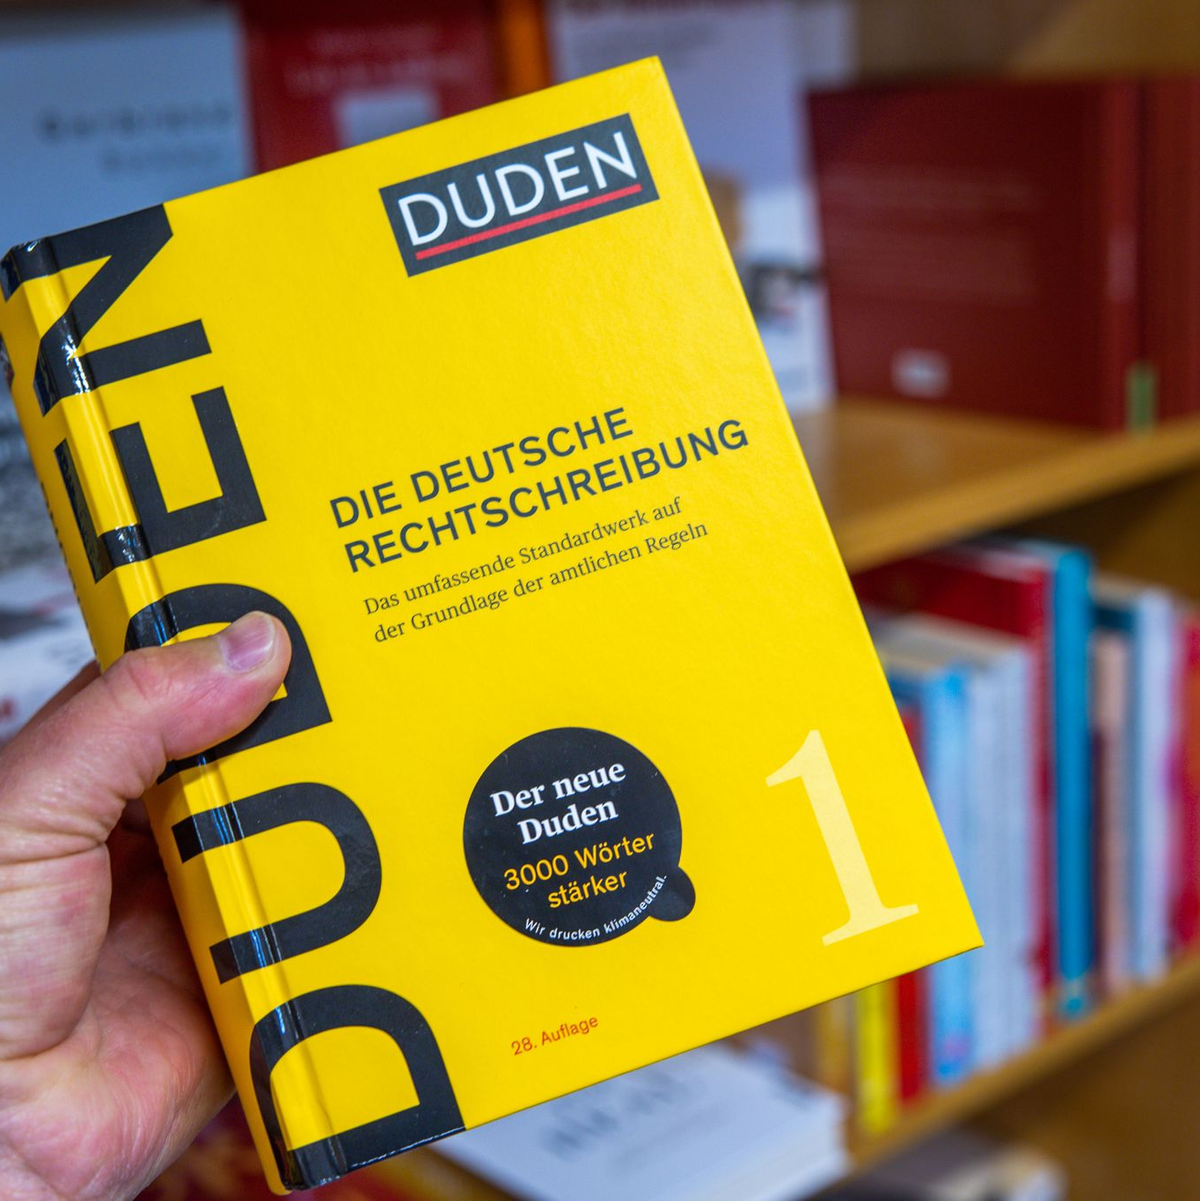 DUDEN
DUDEN
DIE DEUTSCHE
RECHTSCHREIBUNG
Das umfassende Standardwerk auf
der Grundlage der amtlichen Regeln
Der neue
Duden
3000 Wörter
stärker
Wir drucken klimaneutral.
1
28. Auflage